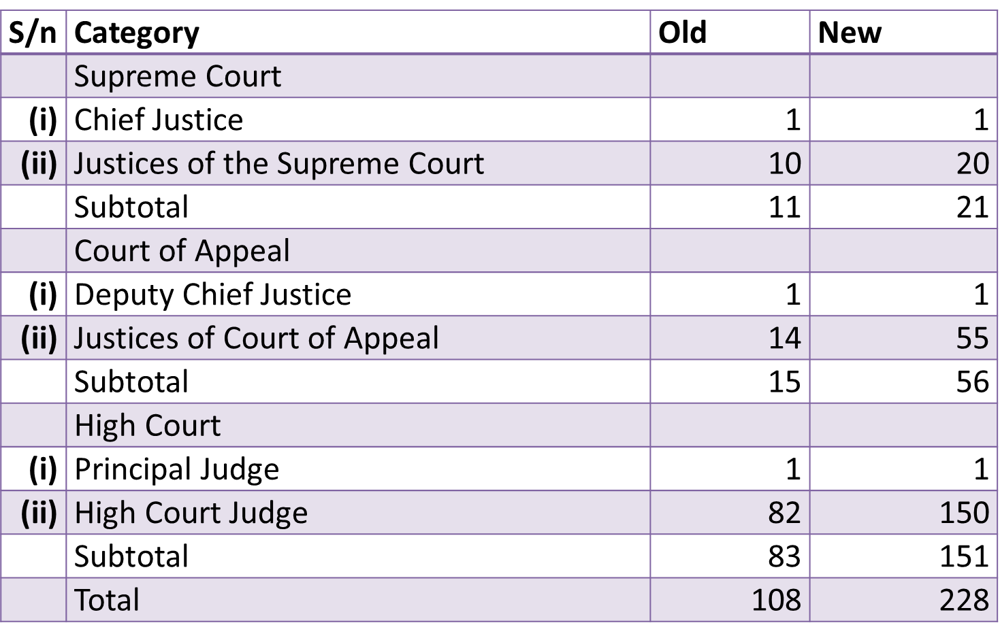 S/n Category Old New
Supreme Court
(i) Chief Justice 1 1
(ii) Justices of the Supreme Court 10 20
Subtotal 11 21
Court of Appeal
(i) Deputy Chief Justice 1 1
(ii) Justices of Court of Appeal 14 55
Subtotal 15 56
High Court
(i) Principal Judge 1 1
(ii) High Court Judge 82 150
Subtotal 83 151
Total 108 228